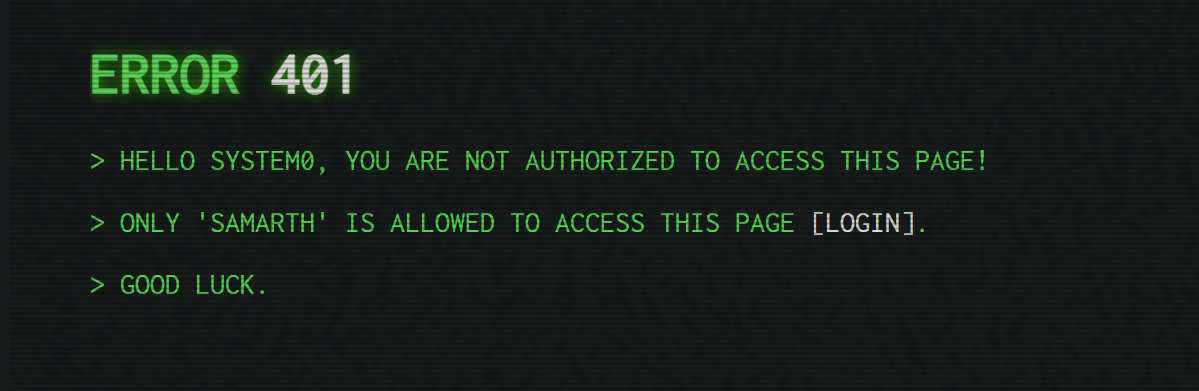 ERROR 401
> HELLO SYSTEM0, YOU ARE NOT AUTHORIZED TO ACCESS THIS PAGE!
> ONLY 'SAMARTH' IS ALLOWED TO ACCESS THIS PAGE [LOGIN].
> GOOD LUCK.